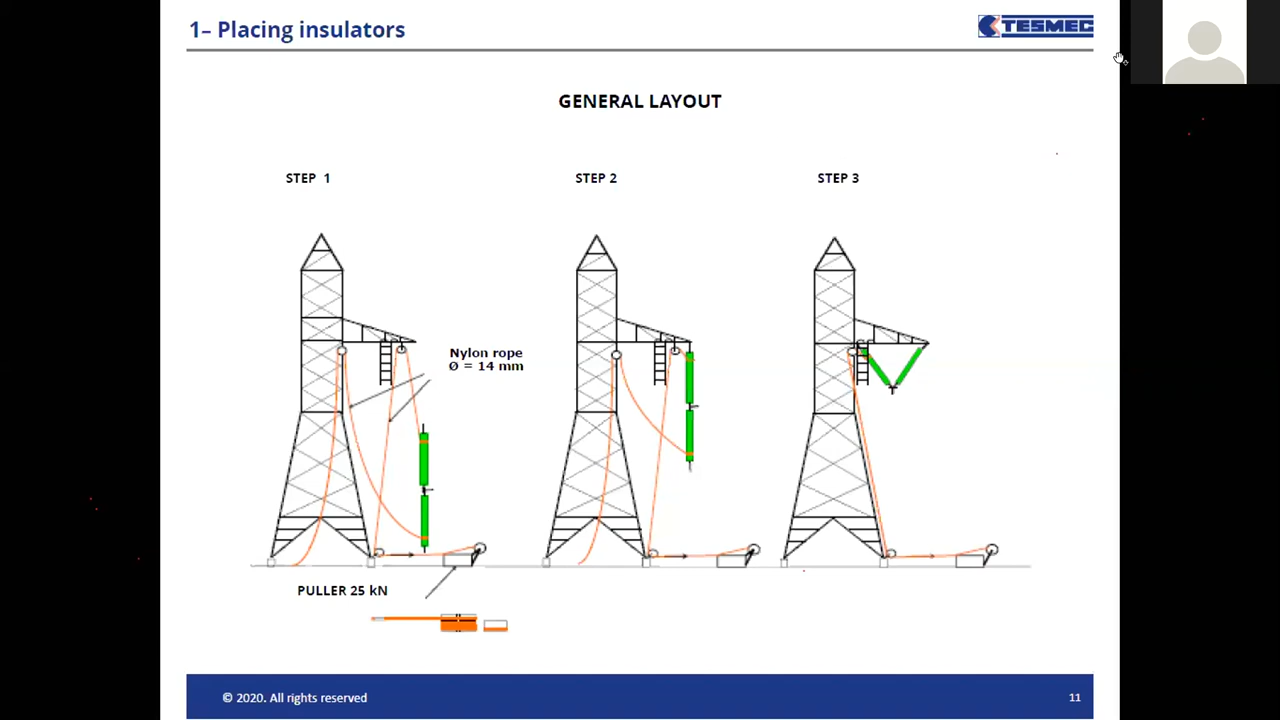 1– Placing insulators
TESMEC
GENERAL LAYOUT
STEP 1
STEP 2
STEP 3
Nylon rope
Ø = 14 mm
PULLER 25 kN
© 2020. All rights reserved
11